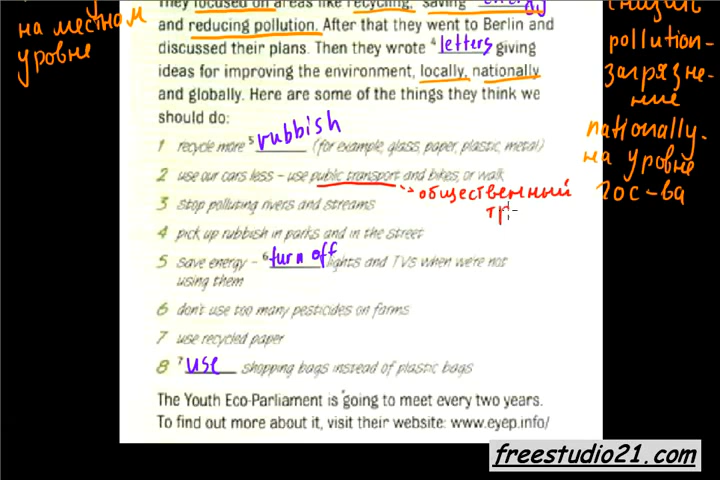 They focused on areas like recycling, saving
and reducing pollution. After that they went to Berlin and
discussed their plans. Then they wrote ⁴ letters giving
ideas for improving the environment, locally, nationally
and globally. Here are some of the things they think we
should do:
1 recycle more ⁵ rubbish (for example, glass, paper, plastic, metal)
2 use our cars less – use public transport and bikes, or walk
3 stop polluting rivers and streams
4 pick up rubbish in parks and in the street
5 save energy – ⁶ turn off lights and TVs when we're not
using them
6 don't use too many pesticides on farms
7 use recycled paper
8 ⁷ use shopping bags instead of plastic bags
The Youth Eco-Parliament is going to meet every two years.
To find out more about it, visit their website: www.eyep.info/
на местном
уровне
pollution-
загрязне-
ние
nationally-
на уровне
гос-ва
общественный
тр
freestudio21.com